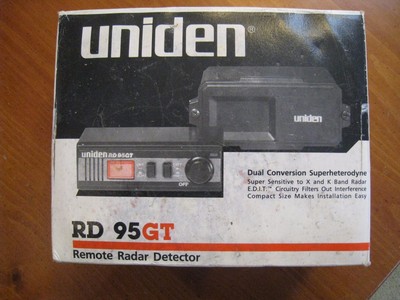 uniden®
uniden
uniden RD 95GT
OFF
Dual Conversion Superheterodyne
Super Sensitive to X and K Band Radar
E.D.I.T.™ Circuitry Filters Out Interference
Compact Size Makes Installation Easy
RD 95GT
Remote Radar Detector